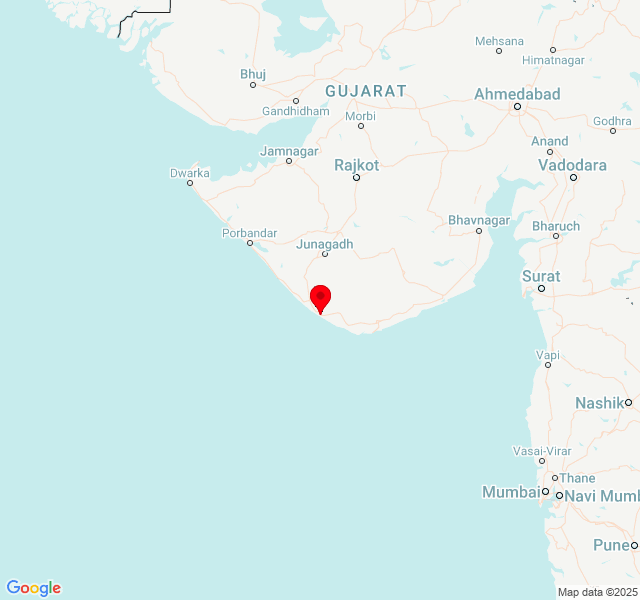 Mehsana
Himatnagar
Bhuj
GUJARAT
Ahmedabad
Gandhidham
Morbi
Godhra
Anand
Jamnagar
Rajkot
Vadodara
Dwarka
Bhavnagar
Bharuch
Porbandar
Junagadh
Surat
Vapi
Nashik
Vasai-Virar
Thane
Mumbai
Navi Mumb
Pune
Google
Map data ©2025